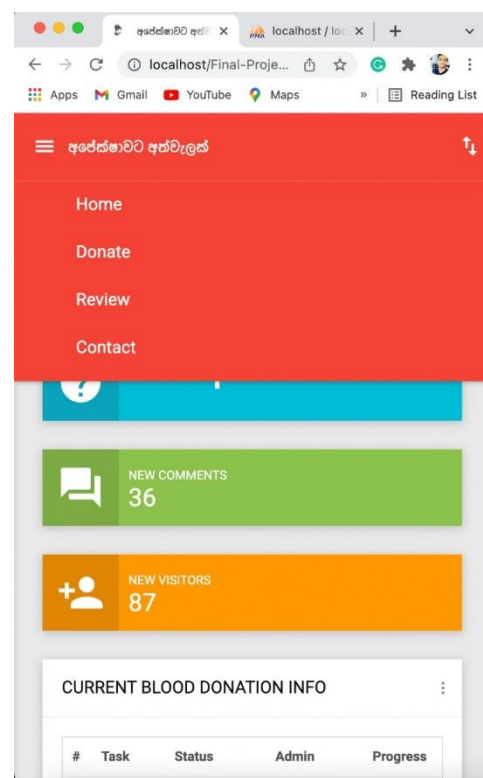 අපේක්ෂාවට අත්
localhost / loc
localhost/Final-Proje...
Apps Gmail YouTube Maps » Reading List
අපේක්ෂාවට අත්වැලක්
Home
Donate
Review
Contact
NEW COMMENTS
36
NEW VISITORS
87
CURRENT BLOOD DONATION INFO
# Task Status Admin Progress